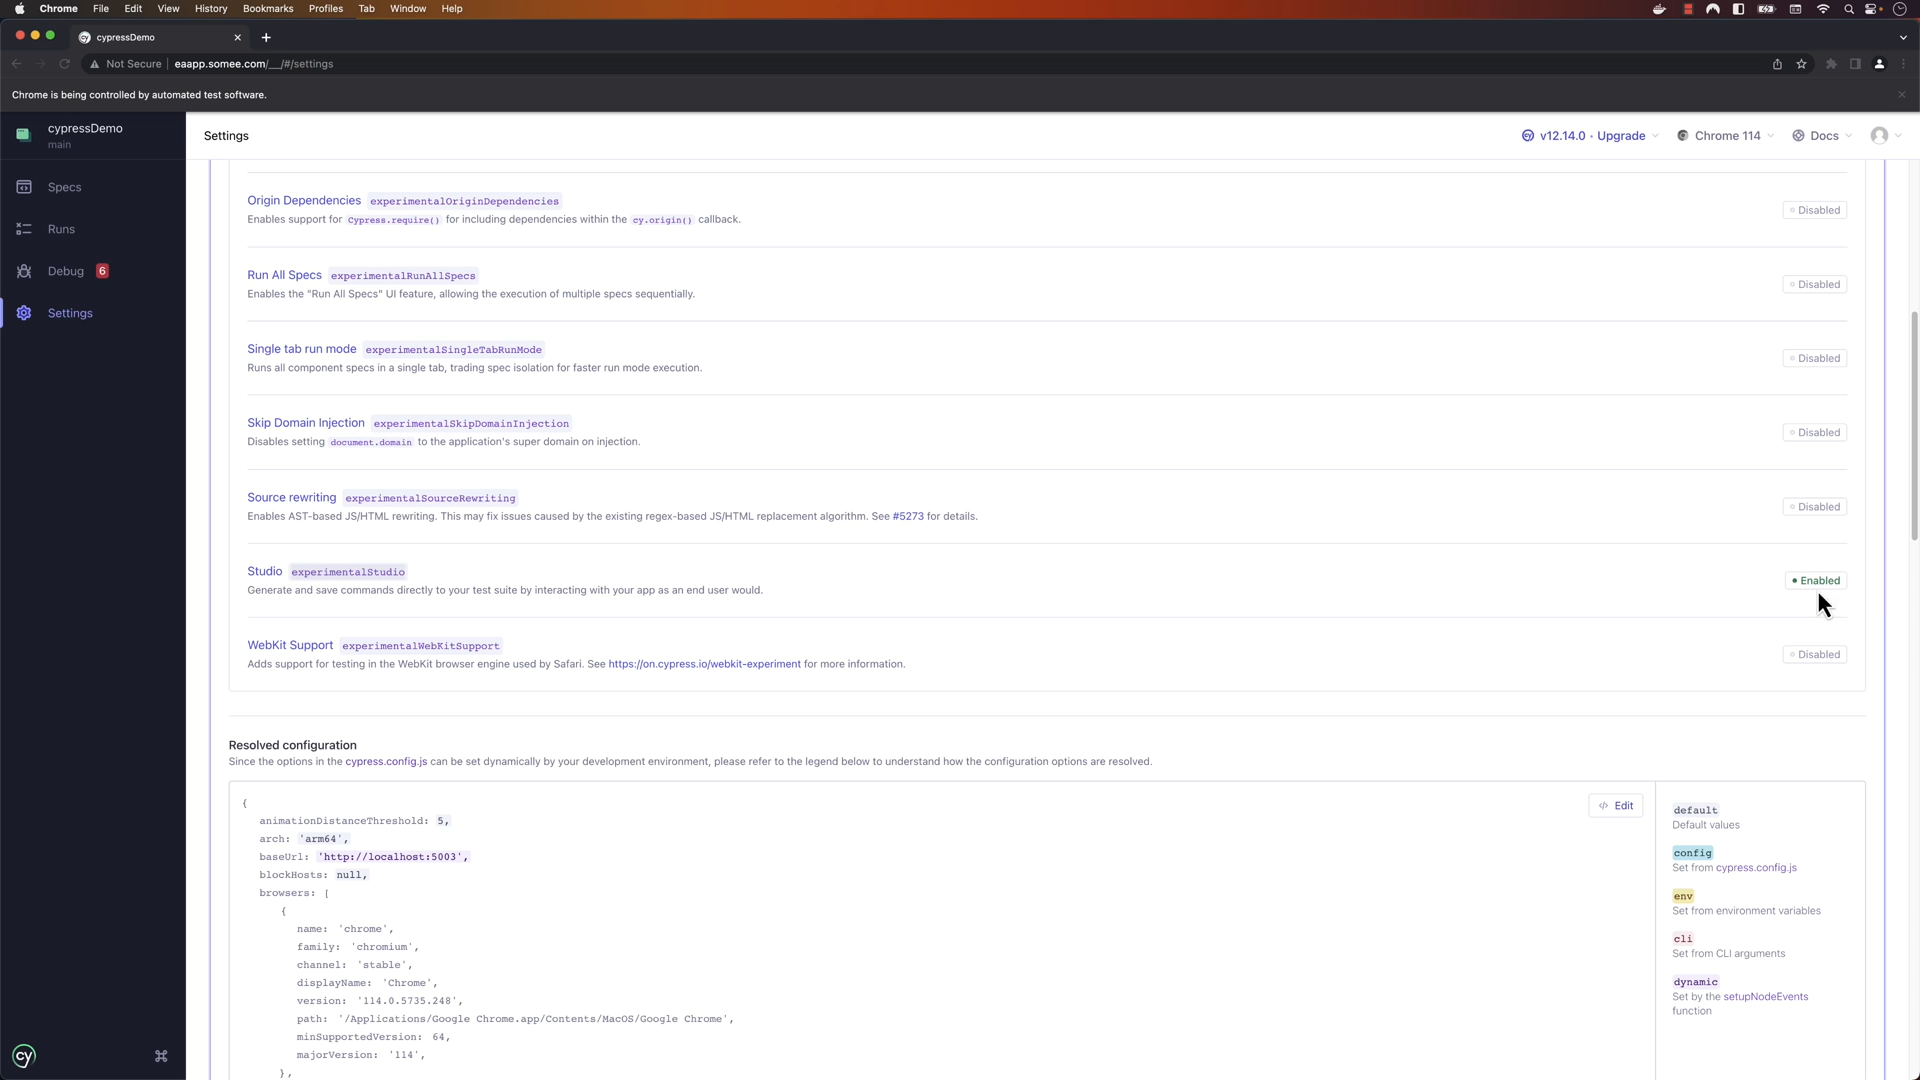 Chrome File Edit View History Bookmarks Profiles Tab Window Help
cypressDemo
Not Secure eaapp.somee.com/__/#/settings
Chrome is being controlled by automated test software.
cypressDemo
main
Settings
v12.14.0 • Upgrade
Chrome 114
Docs
Specs
Runs
Debug 6
Settings
Origin Dependencies experimentalOriginDependencies
Enables support for Cypress.require() for including dependencies within the cy.origin() callback.
Disabled
Run All Specs experimentalRunAllSpecs
Enables the "Run All Specs" UI feature, allowing the execution of multiple specs sequentially.
Disabled
Single tab run mode experimentalSingleTabRunMode
Runs all component specs in a single tab, trading spec isolation for faster run mode execution.
Disabled
Skip Domain Injection experimentalSkipDomainInjection
Disables setting document.domain to the application's super domain on injection.
Disabled
Source rewriting experimentalSourceRewriting
Enables AST-based JS/HTML rewriting. This may fix issues caused by the existing regex-based JS/HTML replacement algorithm. See #5273 for details.
Disabled
Studio experimentalStudio
Generate and save commands directly to your test suite by interacting with your app as an end user would.
Enabled
WebKit Support experimentalWebKitSupport
Adds support for testing in the WebKit browser engine used by Safari. See https://on.cypress.io/webkit-experiment for more information.
Disabled
Resolved configuration
Since the options in the cypress.config.js can be set dynamically by your development environment, please refer to the legend below to understand how the configuration options are resolved.
{
animationDistanceThreshold: 5,
arch: 'arm64',
baseUrl: 'http://localhost:5003',
blockHosts: null,
browsers: [
{
name: 'chrome',
family: 'chromium',
channel: 'stable',
displayName: 'Chrome',
version: '114.0.5735.248',
path: '/Applications/Google Chrome.app/Contents/MacOS/Google Chrome',
minSupportedVersion: 64,
majorVersion: '114',
},
Edit
default
Default values
config
Set from cypress.config.js
env
Set from environment variables
cli
Set from CLI arguments
dynamic
Set by the setupNodeEvents
function
cy